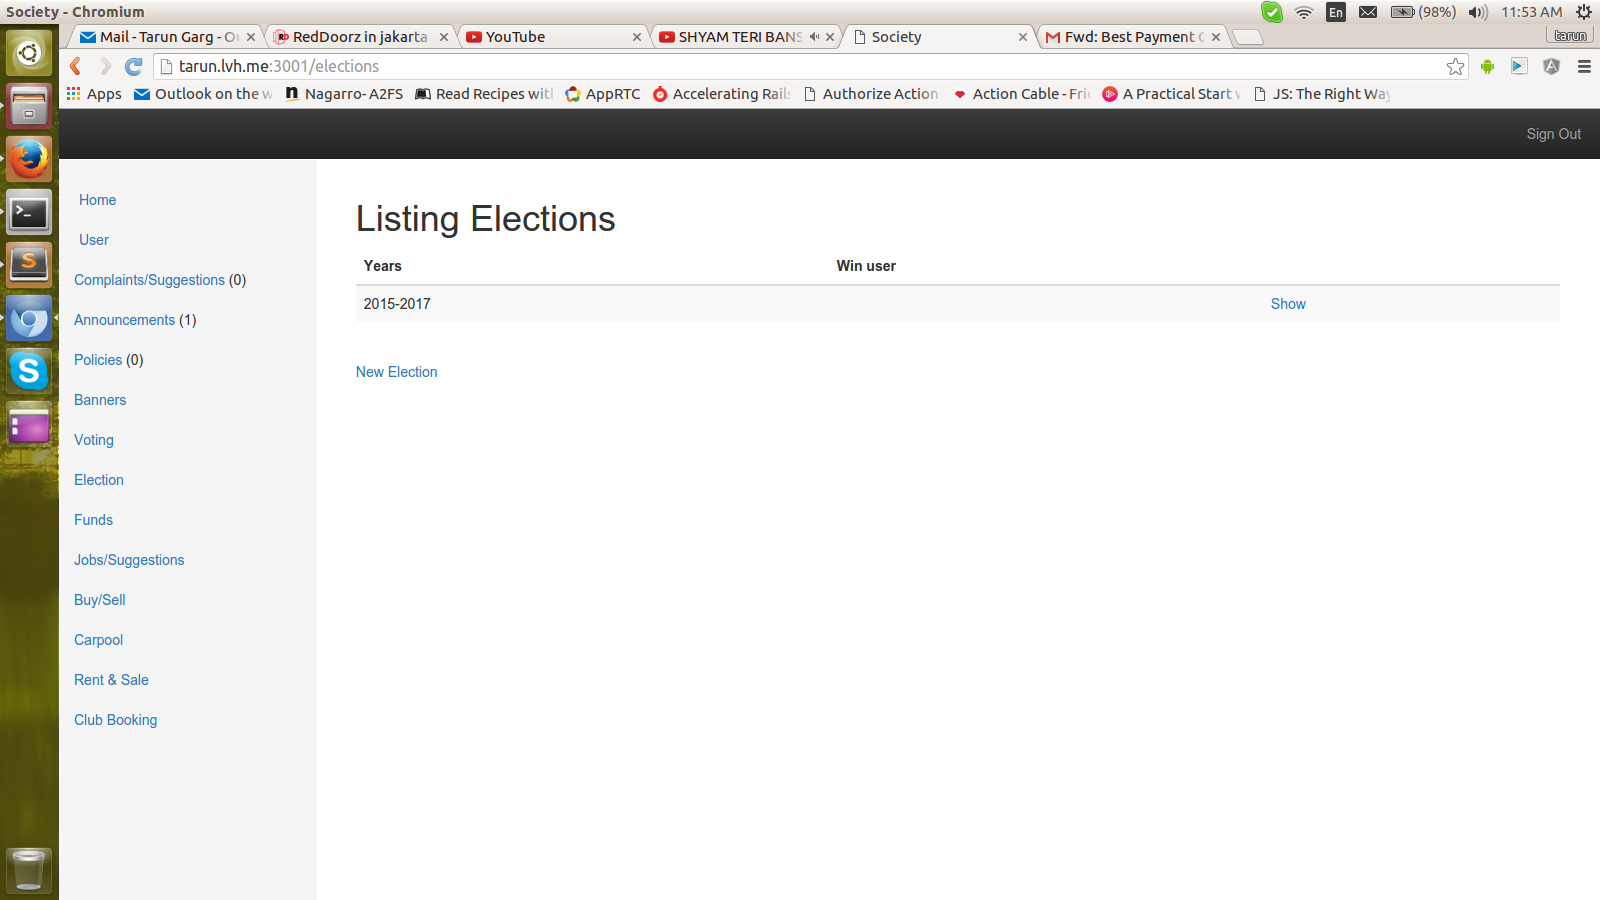 Society - Chromium
En
(98%)
11:53 AM
Mail - Tarun Garg - O
RedDoorz in jakarta
YouTube
SHYAM TERI BANS
Society
Fwd: Best Payment
tarun
tarun.lvh.me:3001/elections
Apps
Outlook on the w
n Nagarro- A2FS
Read Recipes wit
AppRTC
Accelerating Rail
Authorize Action
Action Cable - Fri
A Practical Start
JS: The Right Way
Sign Out
Home
User
Complaints/Suggestions (0)
Announcements (1)
Policies (0)
Banners
Voting
Election
Funds
Jobs/Suggestions
Buy/Sell
Carpool
Rent & Sale
Club Booking
Listing Elections
Years
Win user
2015-2017
Show
New Election